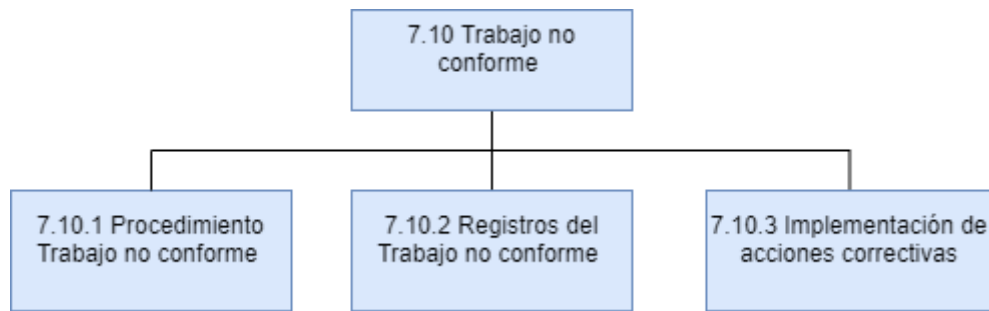 7.10 Trabajo no
conforme
7.10.1 Procedimiento
Trabajo no conforme
7.10.2 Registros del
Trabajo no conforme
7.10.3 Implementación de
acciones correctivas